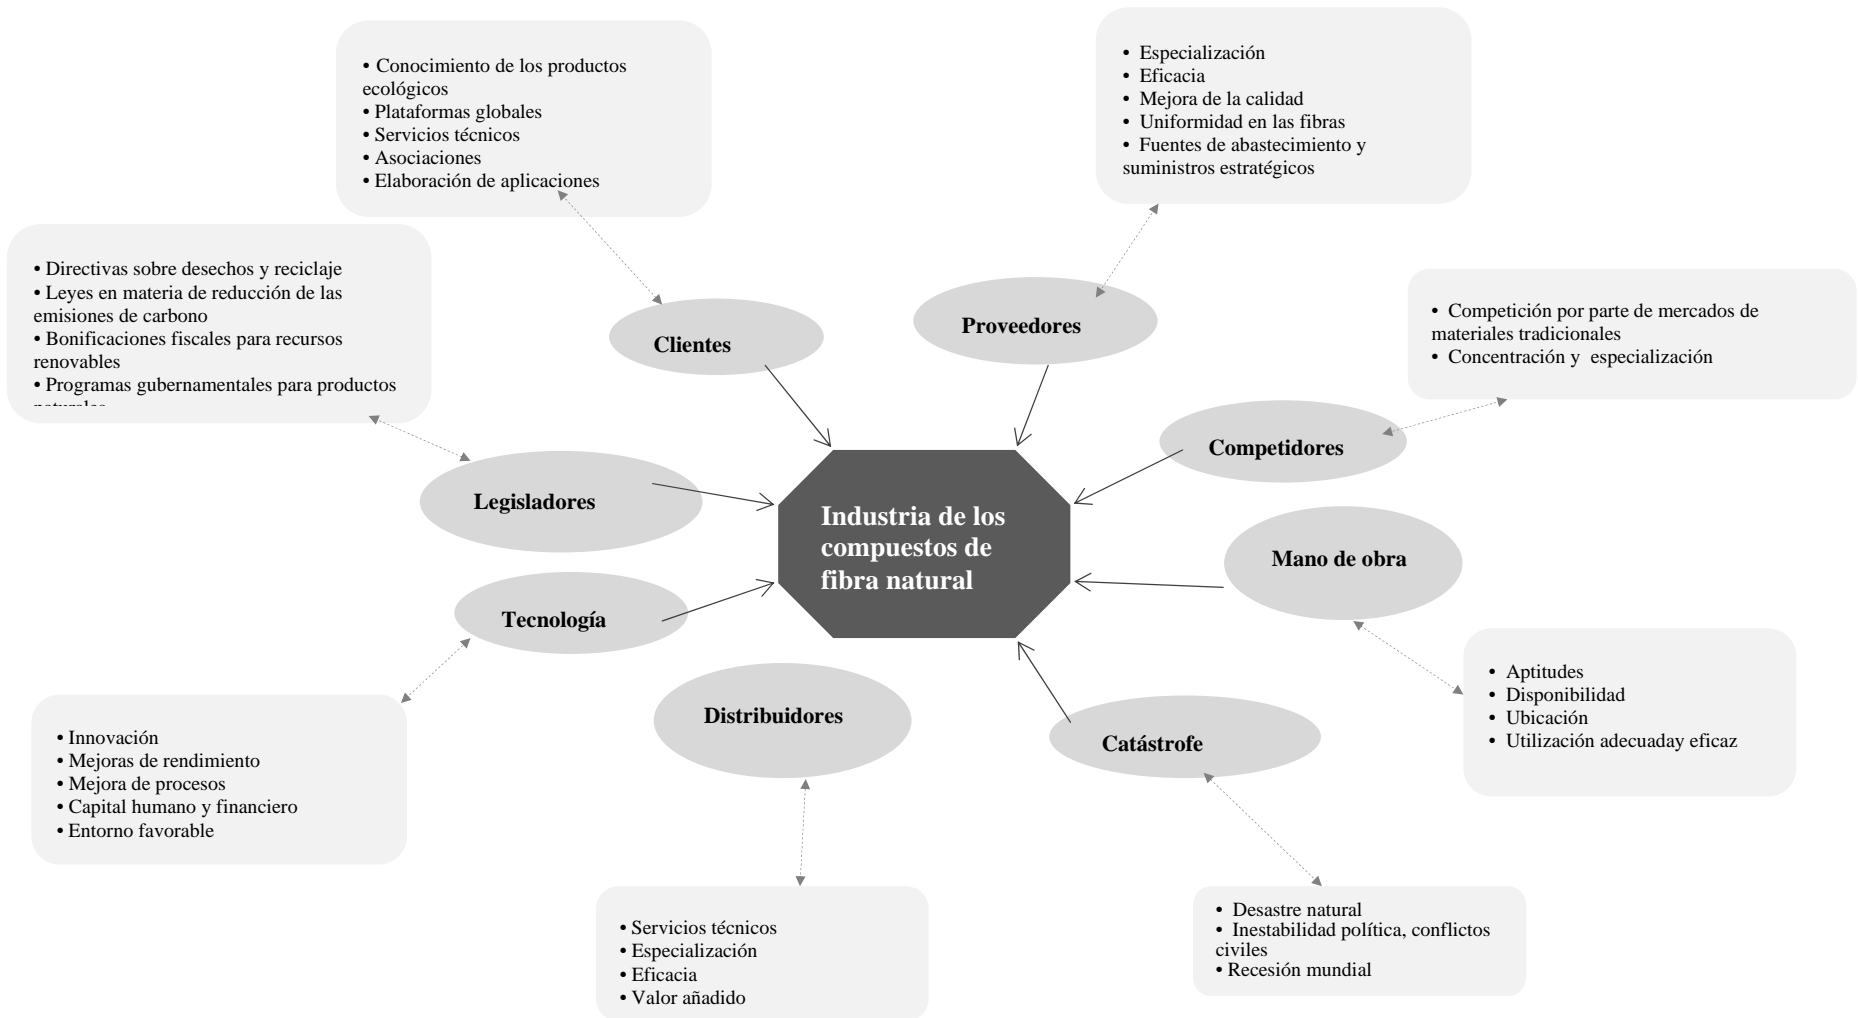 • Conocimiento de los productos
ecológicos
• Plataformas globales
• Servicios técnicos
• Asociaciones
• Elaboración de aplicaciones
• Especialización
• Eficacia
• Mejora de la calidad
• Uniformidad en las fibras
• Fuentes de abastecimiento y
suministros estratégicos
• Directivas sobre desechos y reciclaje
• Leyes en materia de reducción de las
emisiones de carbono
• Bonificaciones fiscales para recursos
renovables
• Programas gubernamentales para productos
• Competición por parte de mercados de
materiales tradicionales
• Concentración y especialización
Clientes
Proveedores
Competidores
Legisladores
Industria de los
compuestos de
fibra natural
Mano de obra
Tecnología
Distribuidores
Catástrofe
• Aptitudes
• Disponibilidad
• Ubicación
• Utilización adecuaday eficaz
• Innovación
• Mejoras de rendimiento
• Mejora de procesos
• Capital humano y financiero
• Entorno favorable
• Servicios técnicos
• Especialización
• Eficacia
• Valor añadido
• Desastre natural
• Inestabilidad política, conflictos
civiles
• Recesión mundial